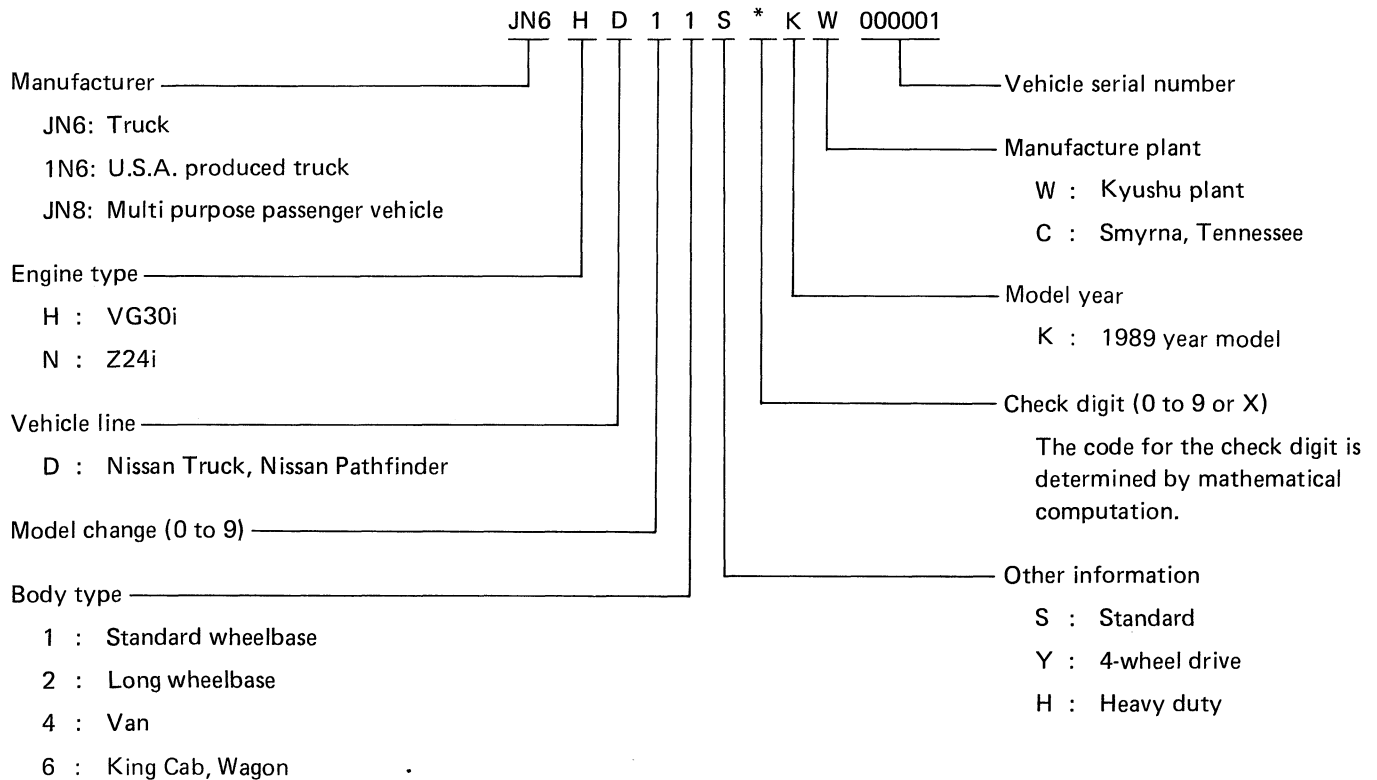 JN6 H D 1 1 S * K W 000001
Manufacturer
JN6: Truck
1N6: U.S.A. produced truck
JN8: Multi purpose passenger vehicle
Engine type
H : VG30i
N : Z24i
Vehicle line
D : Nissan Truck, Nissan Pathfinder
Model change (0 to 9)
Body type
1 : Standard wheelbase
2 : Long wheelbase
4 : Van
6 : King Cab, Wagon
Vehicle serial number
Manufacture plant
W : Kyushu plant
C : Smyrna, Tennessee
Model year
K : 1989 year model
Check digit (0 to 9 or X)
The code for the check digit is
determined by mathematical
computation.
Other information
S : Standard
Y : 4-wheel drive
H : Heavy duty